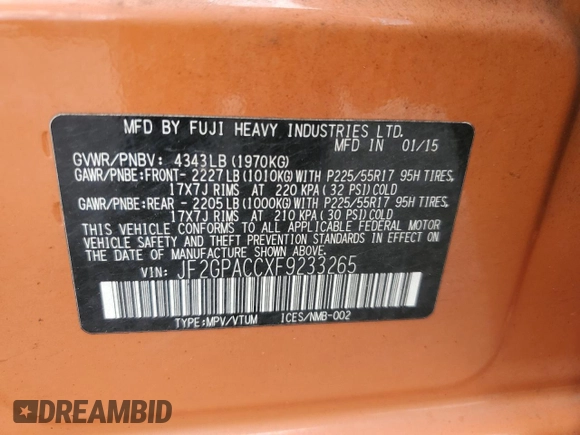 MFD BY FUJI HEAVY INDUSTRIES LTD.
MFD IN 01/15
GVWR/PNBV: 4343LB (1970KG)
GAWR/PNBE:FRONT- 2227LB (1010KG) WITH P225/55R17 95H TIRES,
17X7J RIMS AT 220 KPA (32 PSI) COLD
GAWR/PNBE:REAR - 2205LB (1000KG) WITH P225/55R17 95H TIRES,
17X7J RIMS AT 210 KPA (30 PSI) COLD
THIS VEHICLE CONFORMS TO ALL APPLICABLE FEDERAL MOTOR
VEHICLE SAFETY AND THEFT PREVENTION STANDARDS IN EFFECT ON
THE DATE OF MANUFACTURE SHOWN ABOVE.
VIN: JF2GPACCXF9233265
TYPE:MPV/VTUM ICES/NMB-002
DREAMBID